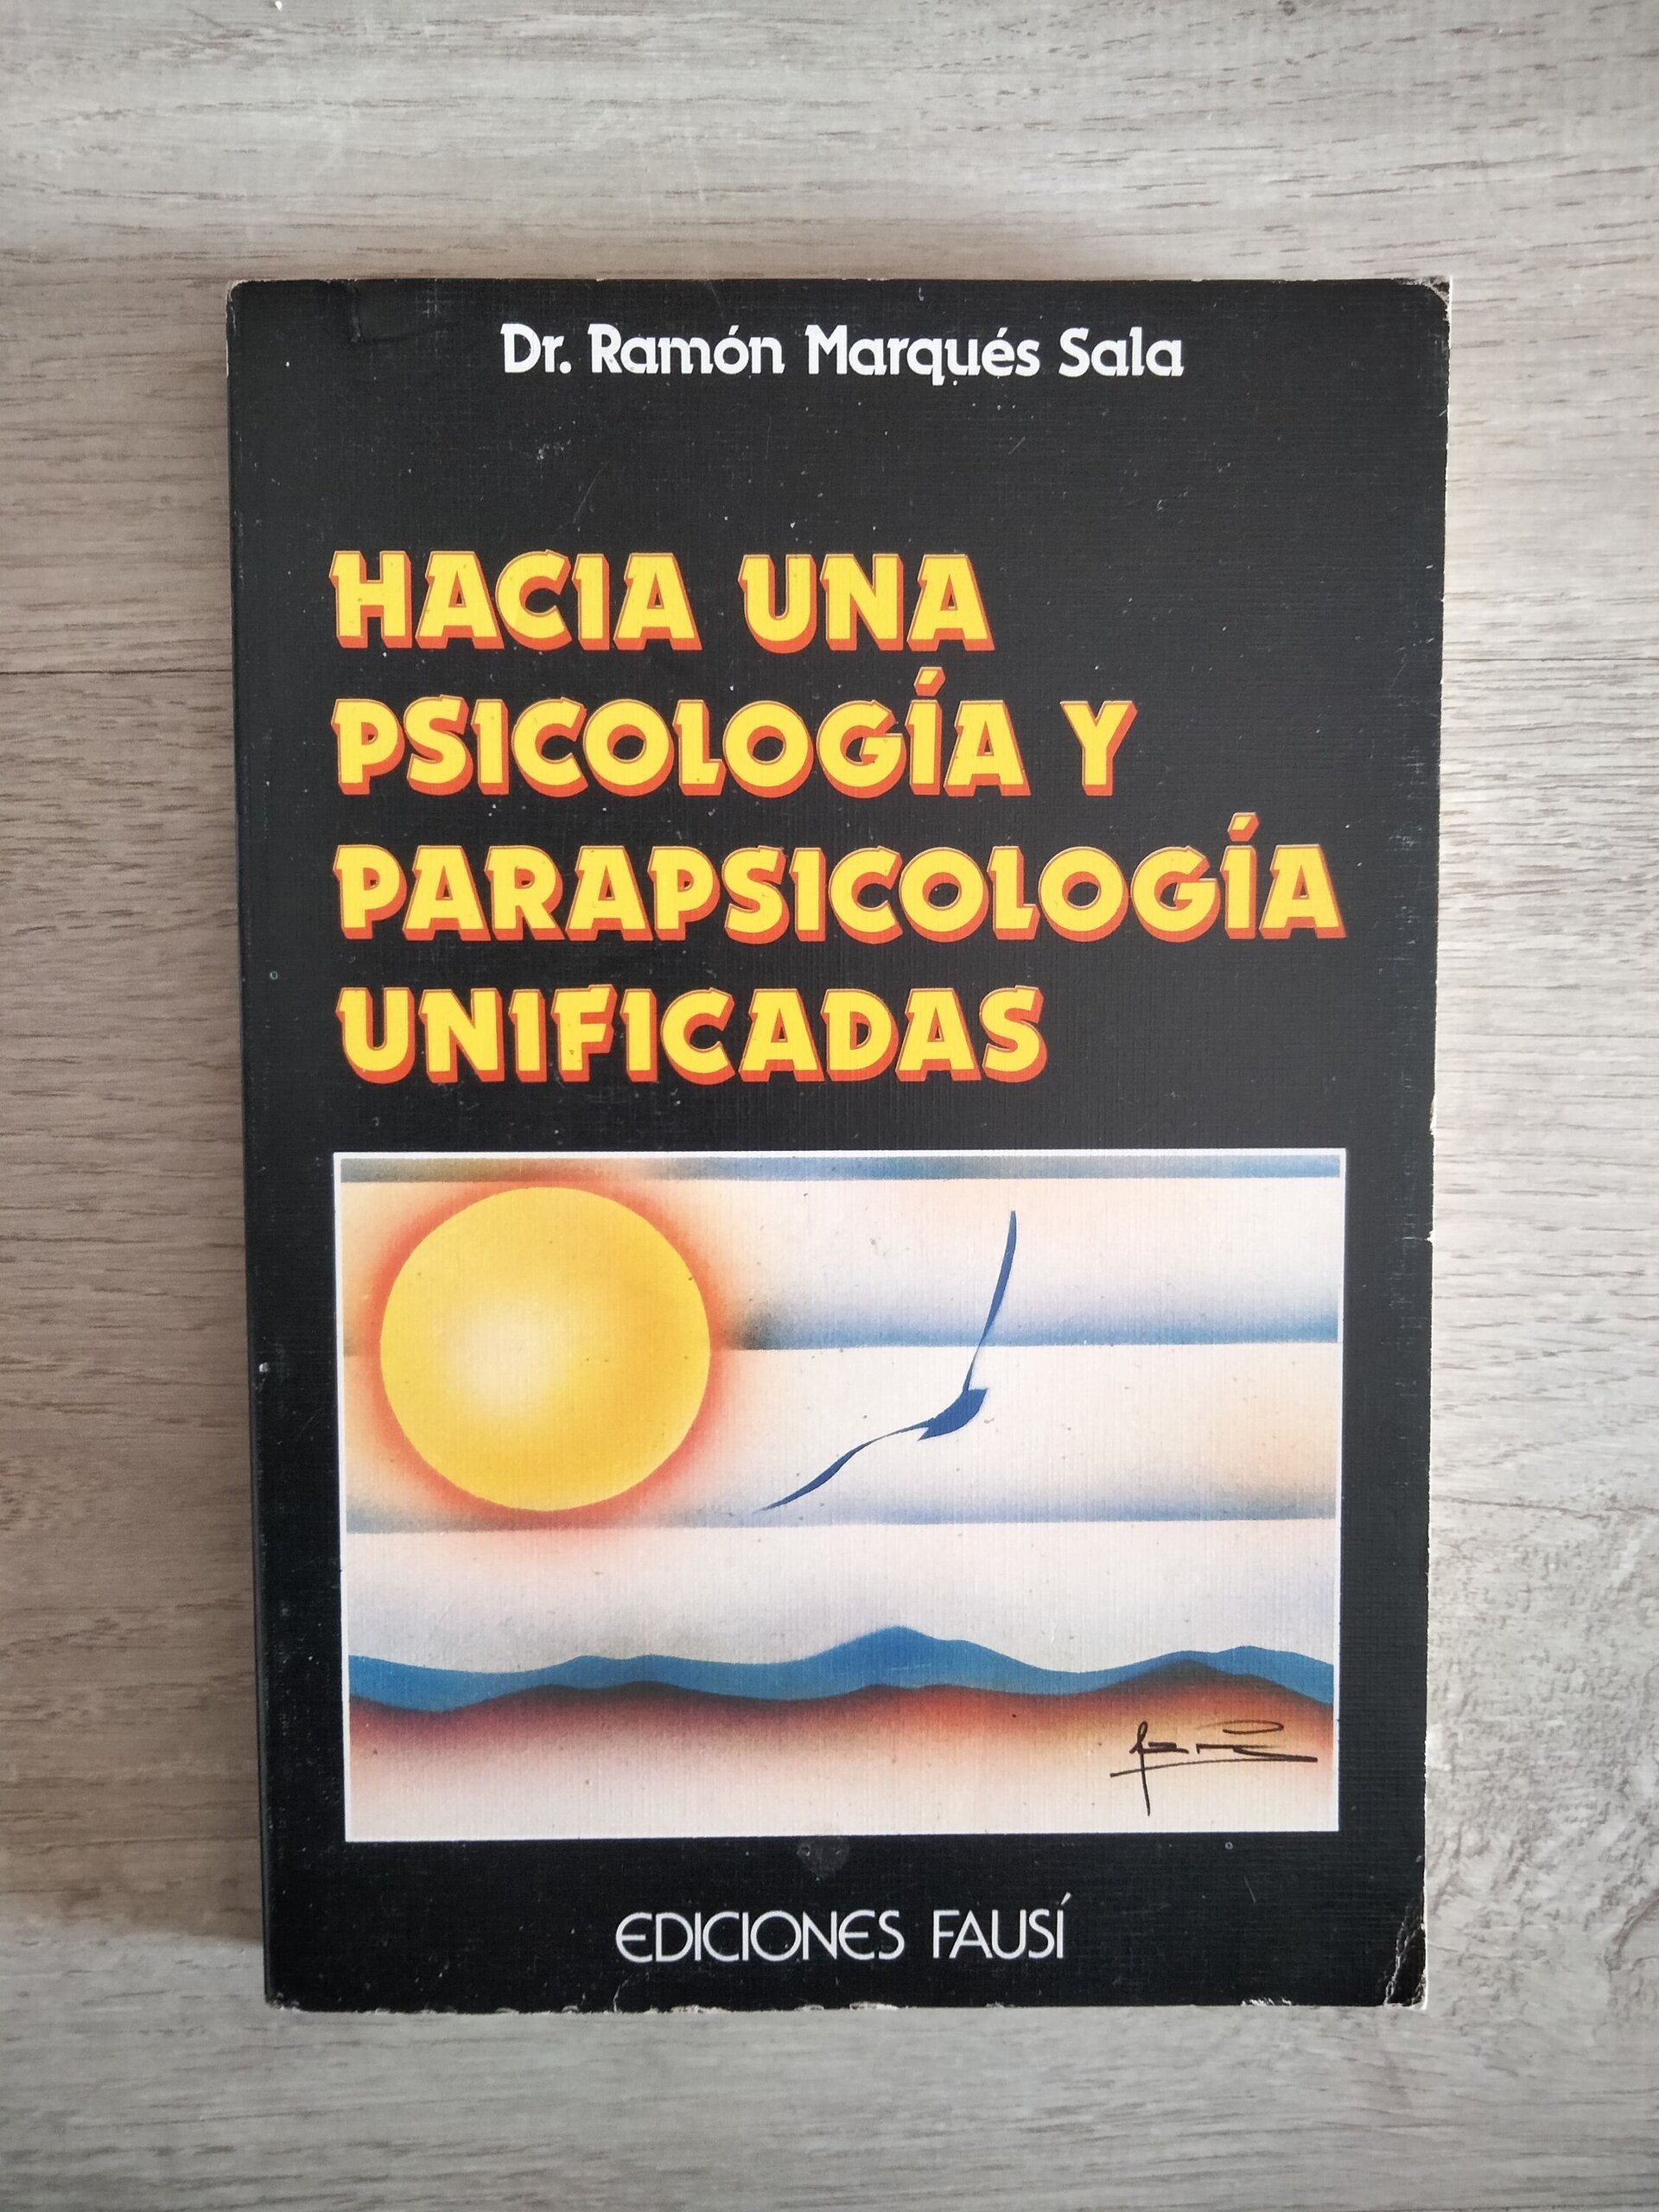 Dr. Ramón Marqués Sala
HACIA UNA
PSICOLOGÍA Y
PARAPSICOLOGÍA
UNIFICADAS
EDICIONES FAUSÍ